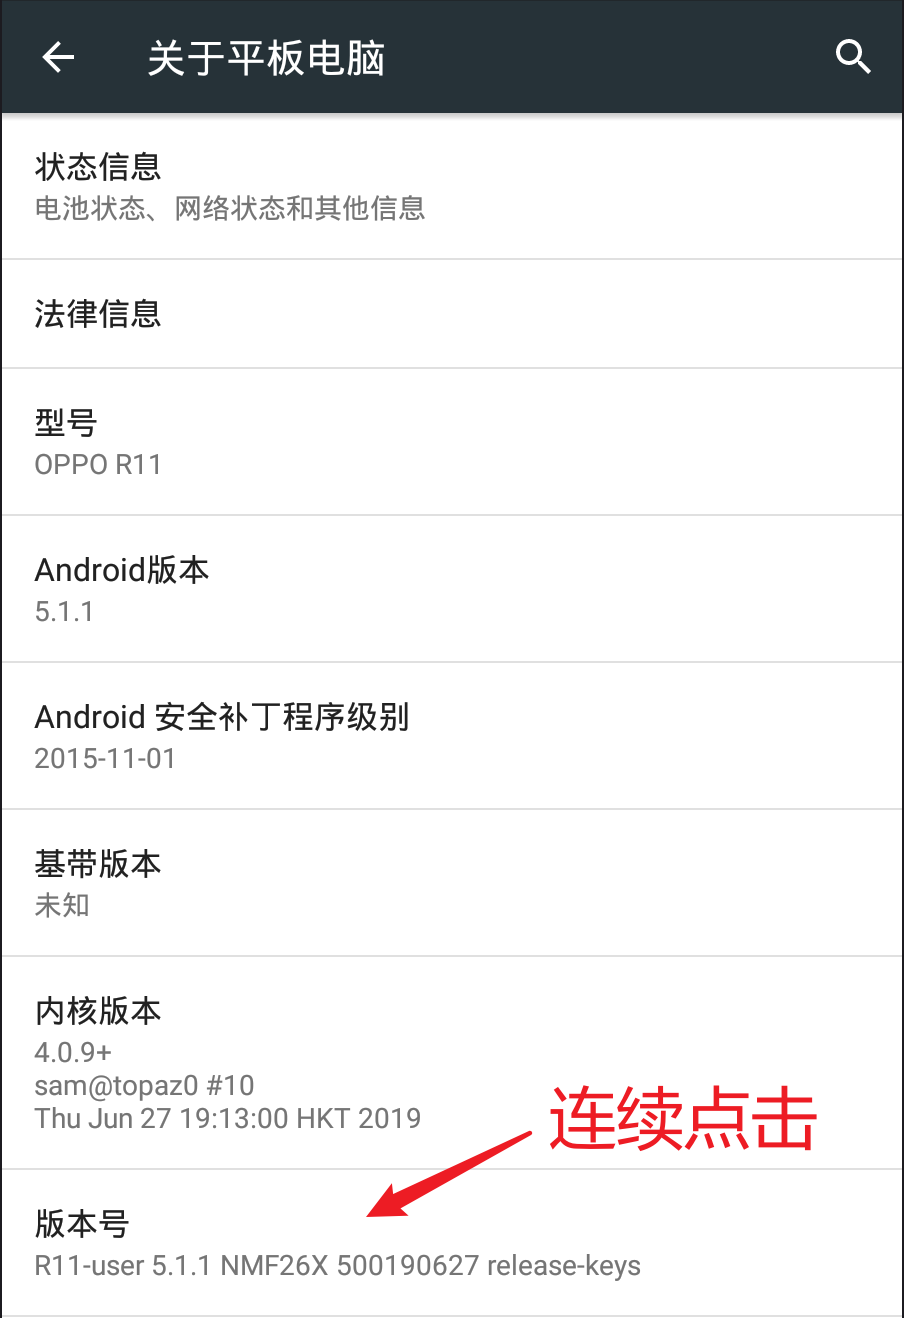 关于平板电脑
状态信息
电池状态、网络状态和其他信息
法律信息
型号
OPPO R11
Android版本
5.1.1
Android 安全补丁程序级别
2015-11-01
基带版本
未知
内核版本
4.0.9+
sam@topaz0 #10
Thu Jun 27 19:13:00 HKT 2019
连续点击
版本号
R11-user 5.1.1 NMF26X 500190627 release-keys